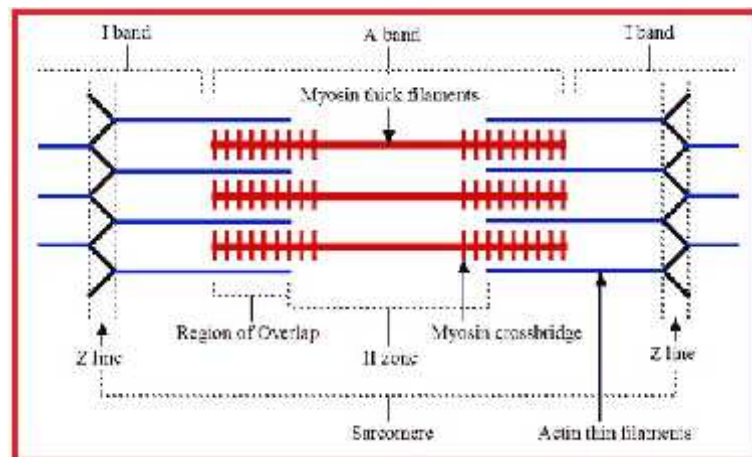 I band
A band
I band
Myosin thick filaments
Region of Overlap
Myosin crossbridge
Z line
H zone
Z line
Sarcomere
Actin thin filaments